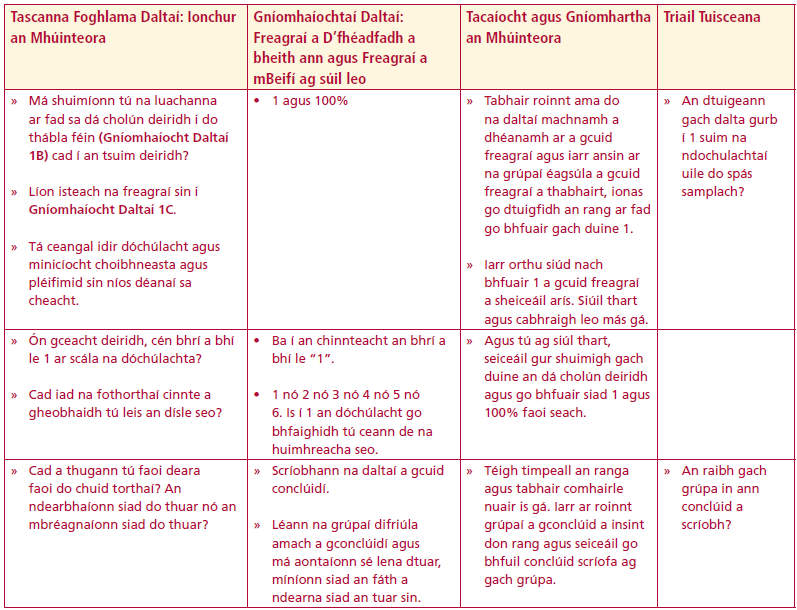 Tascanna Foghlama Daltaí: Ionchur
an Mhúinteora
Gníomhaíochtaí Daltaí:
Freagraí a D’fhéadfadh a
bheith ann agus Freagraí a
mBeifí ag súil leo
Tacaíocht agus Gníomhartha
an Mhúinteora
Triail Tuisceana
» Má shuimíonn tú na luachanna
ar fad sa dá cholún deiridh i do
thábla féin (Gníomhaíocht Daltaí
1B) cad í an tsuim deiridh?
» Líon isteach na freagraí sin i
Gníomhaíocht Daltaí 1C.
» Tá ceangal idir dóchúlacht agus
minicíocht choibhneasta agus
pléifimid sin níos déanaí sa
cheacht.
• 1 agus 100%
» Tabhair roinnt ama do
na daltaí machnamh a
dhéanamh ar a gcuid
freagraí agus iarr ansin ar
na grúpaí éagsúla a gcuid
freagraí a thabhairt, ionas
go dtuigfidh an rang ar fad
go bhfuair gach duine 1.
» Iarr orthu siúd nach
bhfuair 1 a gcuid freagraí
a sheiceáil arís. Siúil thart
agus cabhraigh leo más gá.
» An dtuigeann
gach dalta gurb
í 1 suim na
ndochulachtaí
uile do spás
samplach?
» Ón gceacht deiridh, cén bhrí a bhí
le 1 ar scála na dóchúlachta?
» Cad iad na fothorthaí cinnte a
gheobhaidh tú leis an dísle seo?
• Ba í an chinnteacht an bhrí a
bhí le “1”.
• 1 nó 2 nó 3 nó 4 nó 5 nó
6. Is í 1 an dóchúlacht go
bhfaighidh tú ceann de na
huimhreacha seo.
» Agus tú ag siúl thart,
seiceáil gur shuimigh gach
duine an dá cholún deiridh
agus go bhfuair siad 1 agus
100% faoi seach.
» Cad a thugann tú faoi deara
faoi do chuid torthaí? An
ndearbhaíonn siad do thuar nó an
mbréagnaíonn siad do thuar?
» Scríobhann na daltaí a gcuid
conclúidí.
» Léann na grúpaí difriúla
amach a gconclúidí agus
má aontaíonn sé lena dtuar,
míníonn siad an fáth a
ndearna siad an tuar sin.
» Téigh timpeall an ranga
agus tabhair comhairle
nuair is gá. Iarr ar roinnt
grúpaí a gconclúid a insint
don rang agus seiceáil go
bhfuil conclúid scríofa ag
gach grúpa.
» An raibh gach
grúpa in ann
conclúid a
scríobh?